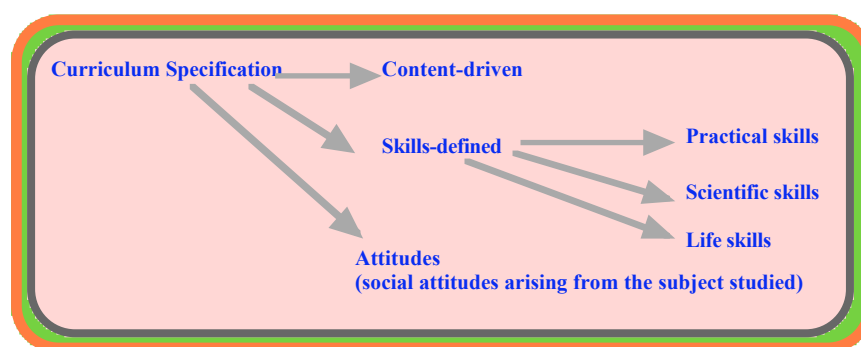 Curriculum Specification
Content-driven
Skills-defined
Practical skills
Scientific skills
Life skills
Attitudes
(social attitudes arising from the subject studied)